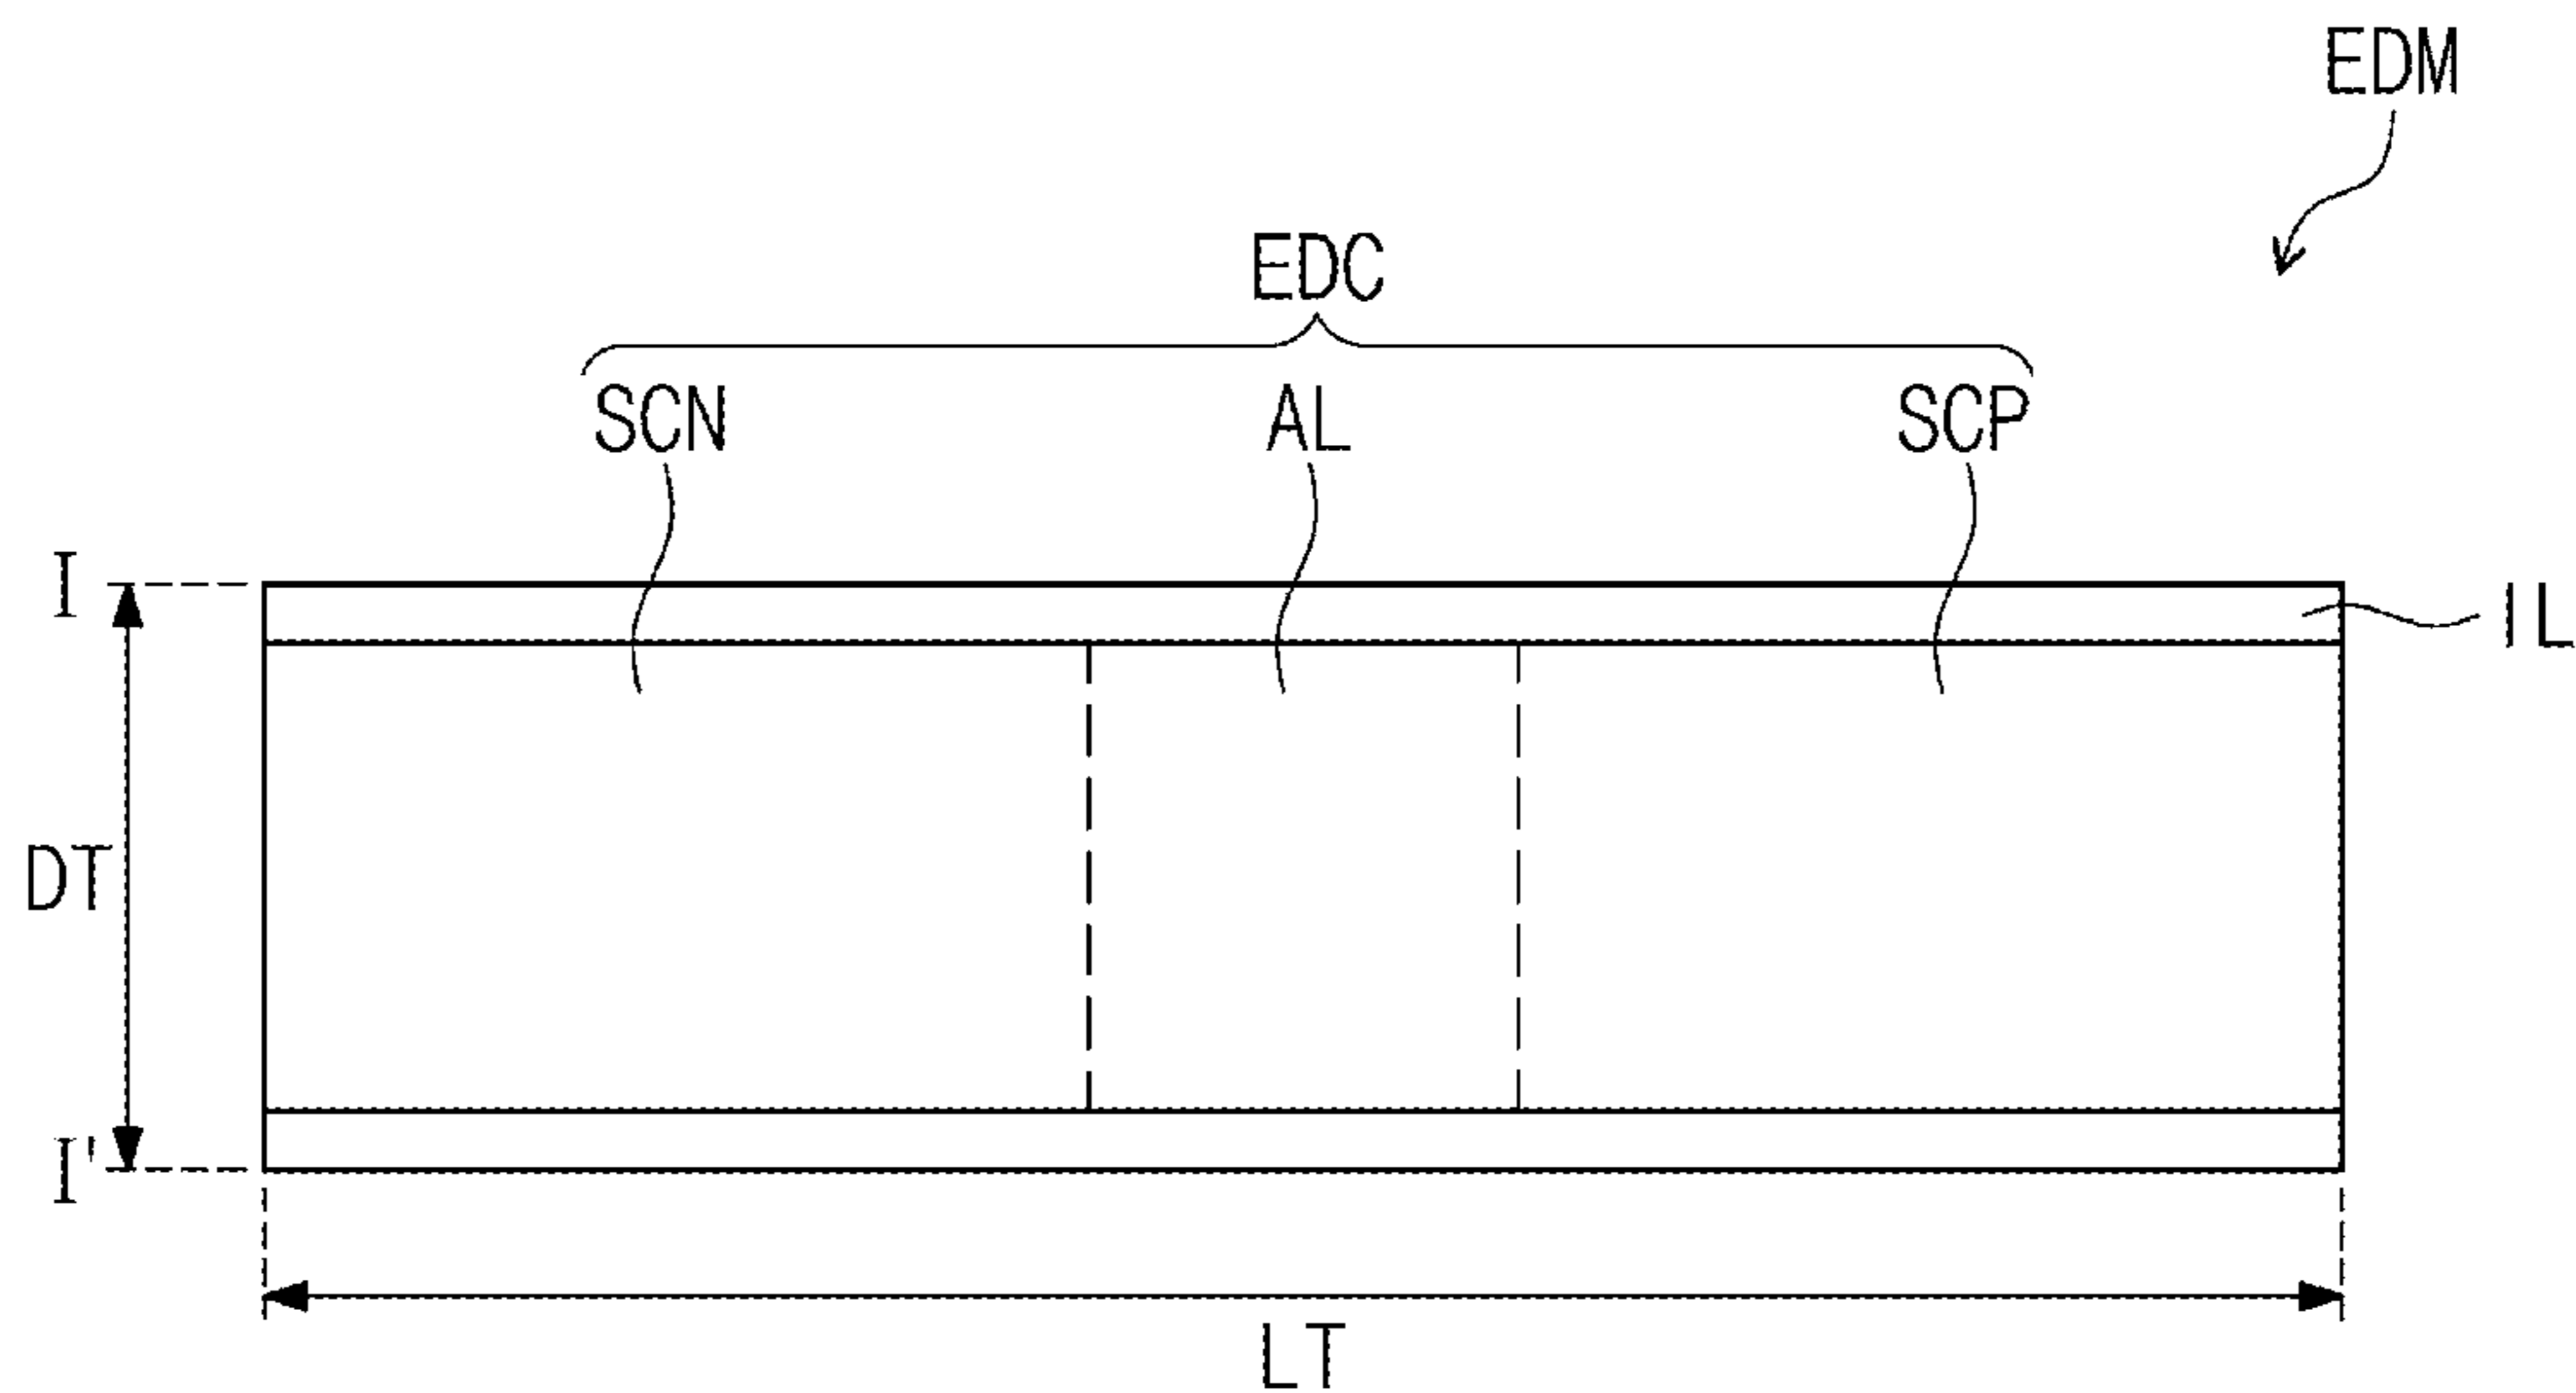 EDM
EDC
SCN AL SCP
I
IL
DT
I'
LT